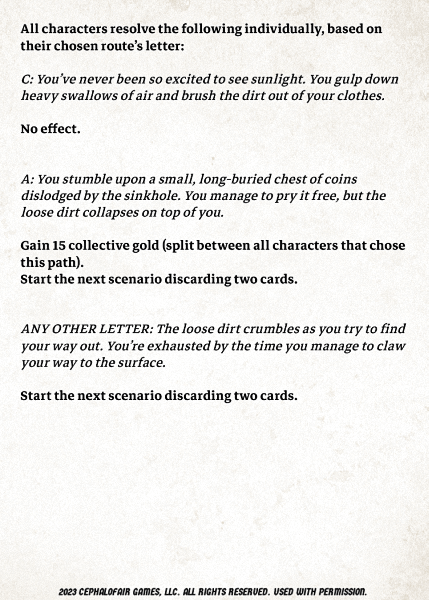 All characters resolve the following individually, based on
their chosen route's letter:
C: You've never been so excited to see sunlight. You gulp down
heavy swallows of air and brush the dirt out of your clothes.
No effect.
A: You stumble upon a small, long-buried chest of coins
dislodged by the sinkhole. You manage to pry it free, but the
loose dirt collapses on top of you.
Gain 15 collective gold (split between all characters that chose
this path).
Start the next scenario discarding two cards.
ANY OTHER LETTER: The loose dirt crumbles as you try to find
your way out. You're exhausted by the time you manage to claw
your way to the surface.
Start the next scenario discarding two cards.
2023 CEPHALOFAIR GAMES, LLC. ALL RIGHTS RESERVED. USED WITH PERMISSION.